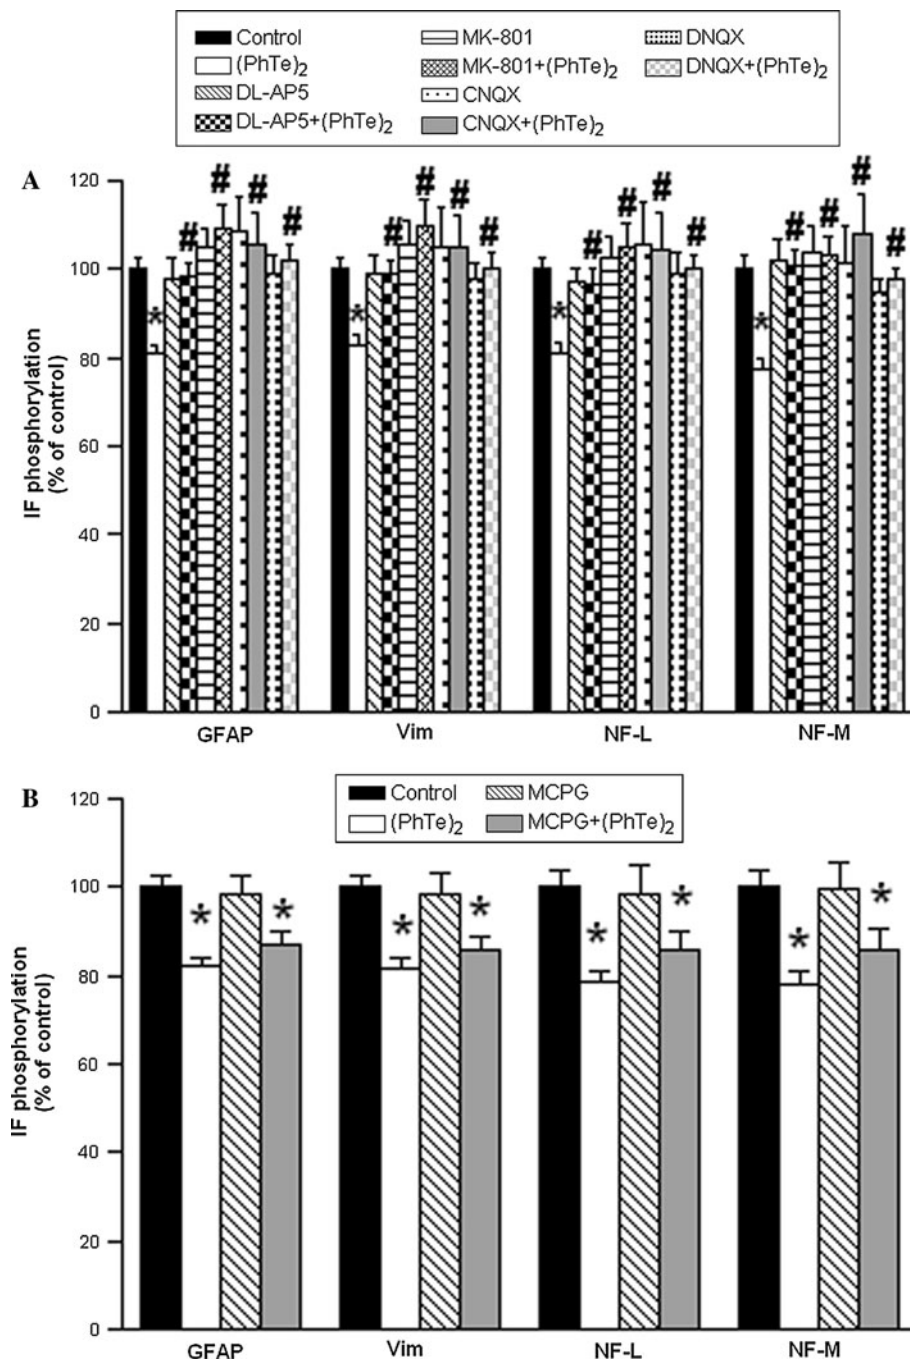 Control MK-801 DNQX
(PhTe)2 MK-801+(PhTe)2 DNQX+(PhTe)2
DL-AP5 CNQX
DL-AP5+(PhTe)2 CNQX+(PhTe)2
A
IF phosphorylation
(% of control)
120
100
80
60
40
20
0
# # # # # # # # # # # # # # # #
* * * *
GFAP Vim NF-L NF-M
B
Control MCPG
(PhTe)2 MCPG+(PhTe)2
IF phosphorylation
(% of control)
120
100
80
60
40
20
0
* * * * * * * *
GFAP Vim NF-L NF-M